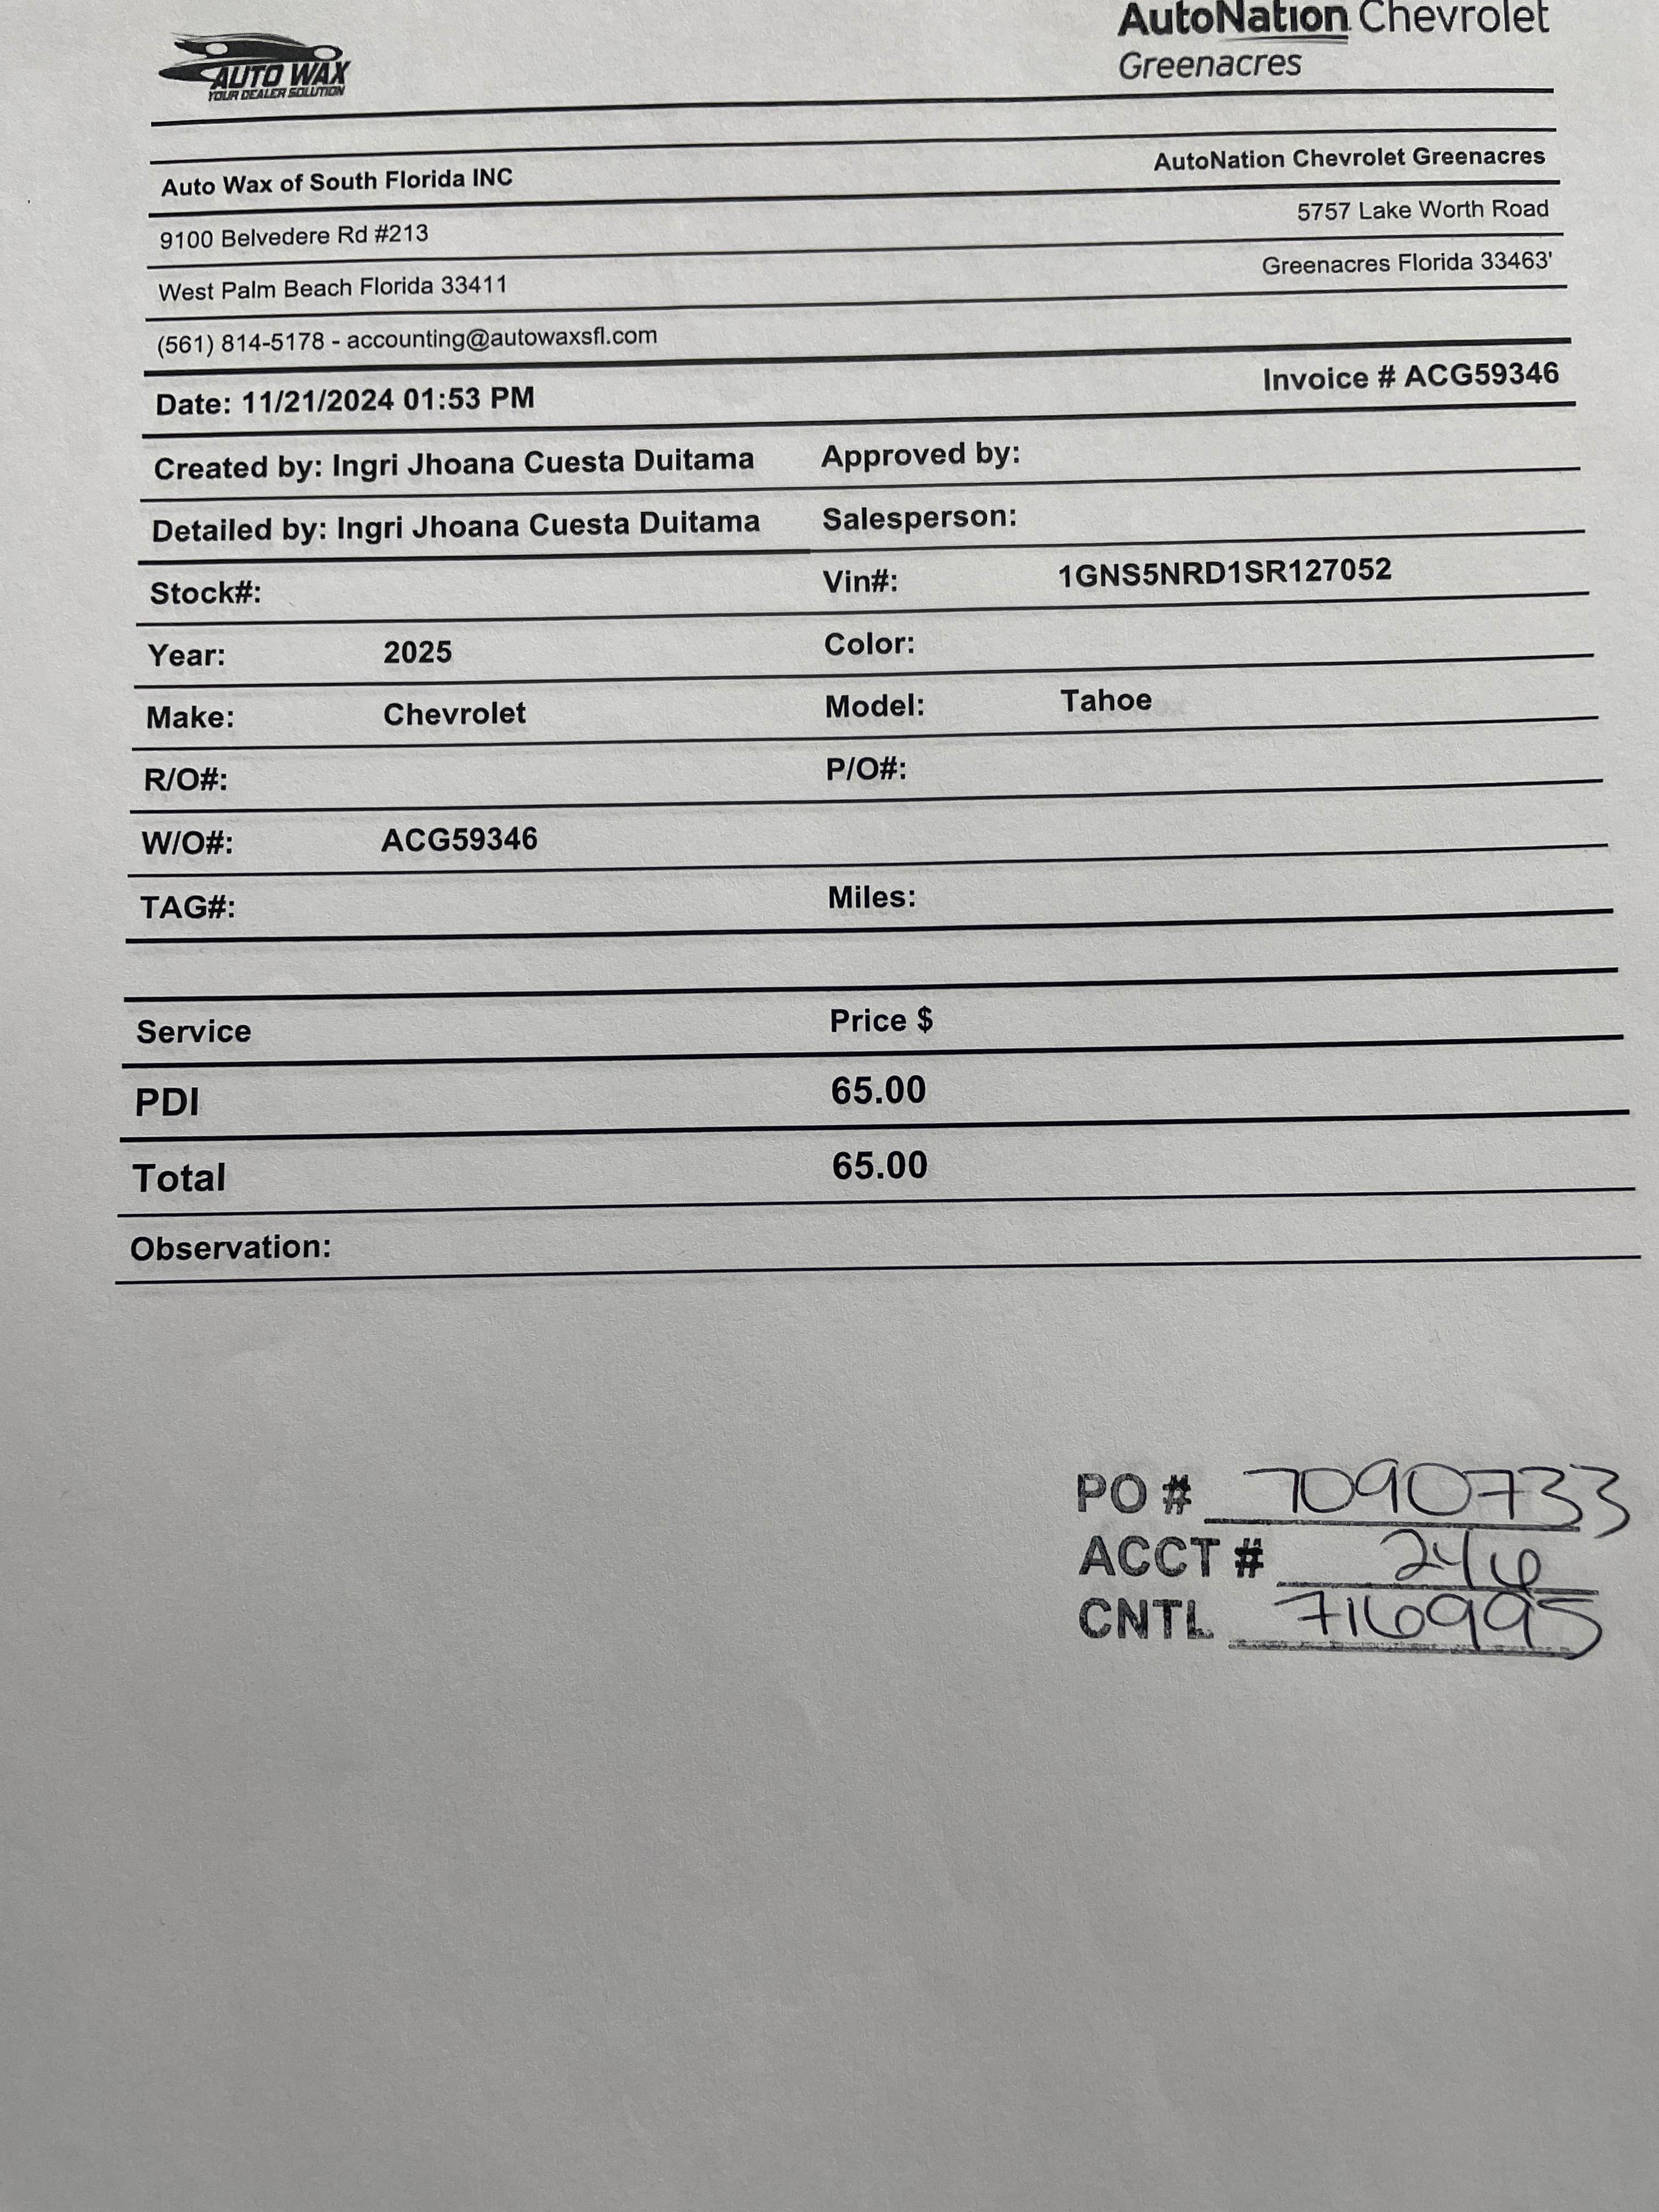 AUTO WAX
YOUR DEALER SOLUTION
AutoNation Chevrolet
Greenacres
Auto Wax of South Florida INC AutoNation Chevrolet Greenacres
9100 Belvedere Rd #213 5757 Lake Worth Road
West Palm Beach Florida 33411 Greenacres Florida 33463'
(561) 814-5178 - accounting@autowaxsfl.com
Date: 11/21/2024 01:53 PM Invoice # ACG59346
Created by: Ingri Jhoana Cuesta Duitama Approved by:
Detailed by: Ingri Jhoana Cuesta Duitama Salesperson:
Stock#: Vin#: 1GNS5NRD1SR127052
Year: 2025 Color:
Make: Chevrolet Model: Tahoe
R/O#: P/O#:
W/O#: ACG59346
TAG#: Miles:
Service Price $
PDI 65.00
Total 65.00
Observation:
PO # 7090733
ACCT # 246
CNTL 716995